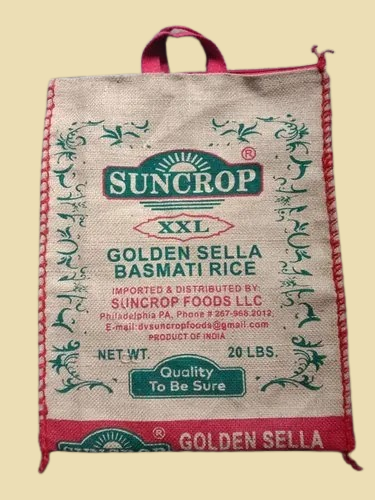 SUNCROP ®
XXL
GOLDEN SELLA
BASMATI RICE
IMPORTED & DISTRIBUTED BY:
SUNCROP FOODS LLC
Philadelphia PA, Phone # 267-968.2012,
E-mail:dvsuncropfoods@gmail.com
PRODUCT OF INDIA
NET WT. 20 LBS.
Quality
To Be Sure
SUNCROP ® GOLDEN SELLA